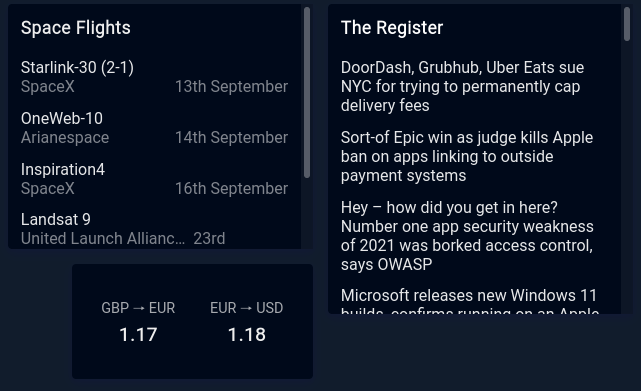 Space Flights
Starlink-30 (2-1)
SpaceX 13th September
OneWeb-10
Arianespace 14th September
Inspiration4
SpaceX 16th September
Landsat 9
United Launch Allianc... 23rd
GBP → EUR EUR → USD
1.17 1.18
The Register
DoorDash, Grubhub, Uber Eats sue
NYC for trying to permanently cap
delivery fees
Sort-of Epic win as judge kills Apple
ban on apps linking to outside
payment systems
Hey – how did you get in here?
Number one app security weakness
of 2021 was borked access control,
says OWASP
Microsoft releases new Windows 11
builds, confirms running on an Apple